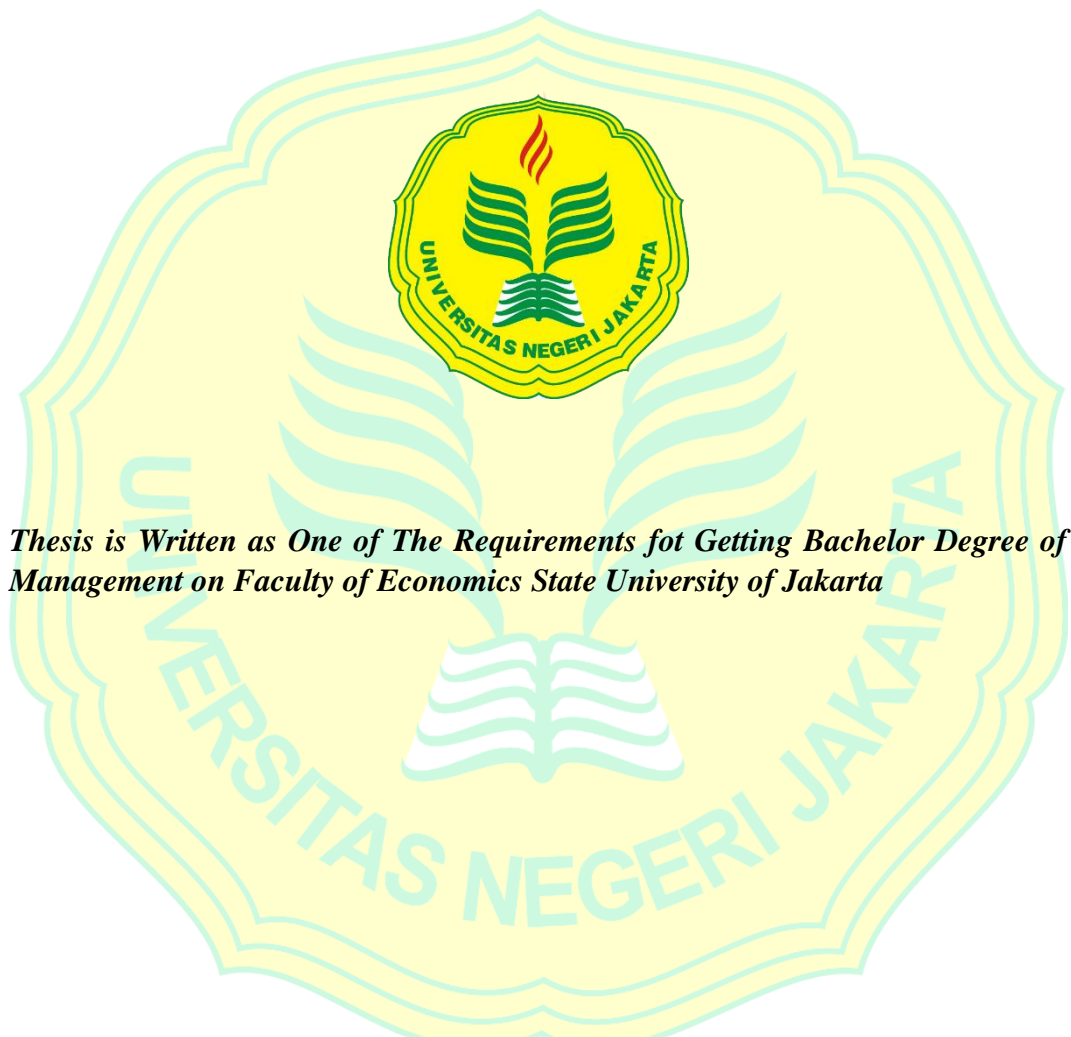 UNIVERSITAS NEGERI JAKARTA
Thesis is Written as One of The Requirements fot Getting Bachelor Degree of
Management on Faculty of Economics State University of Jakarta
UNIVERSITAS NEGERI JAKARTA